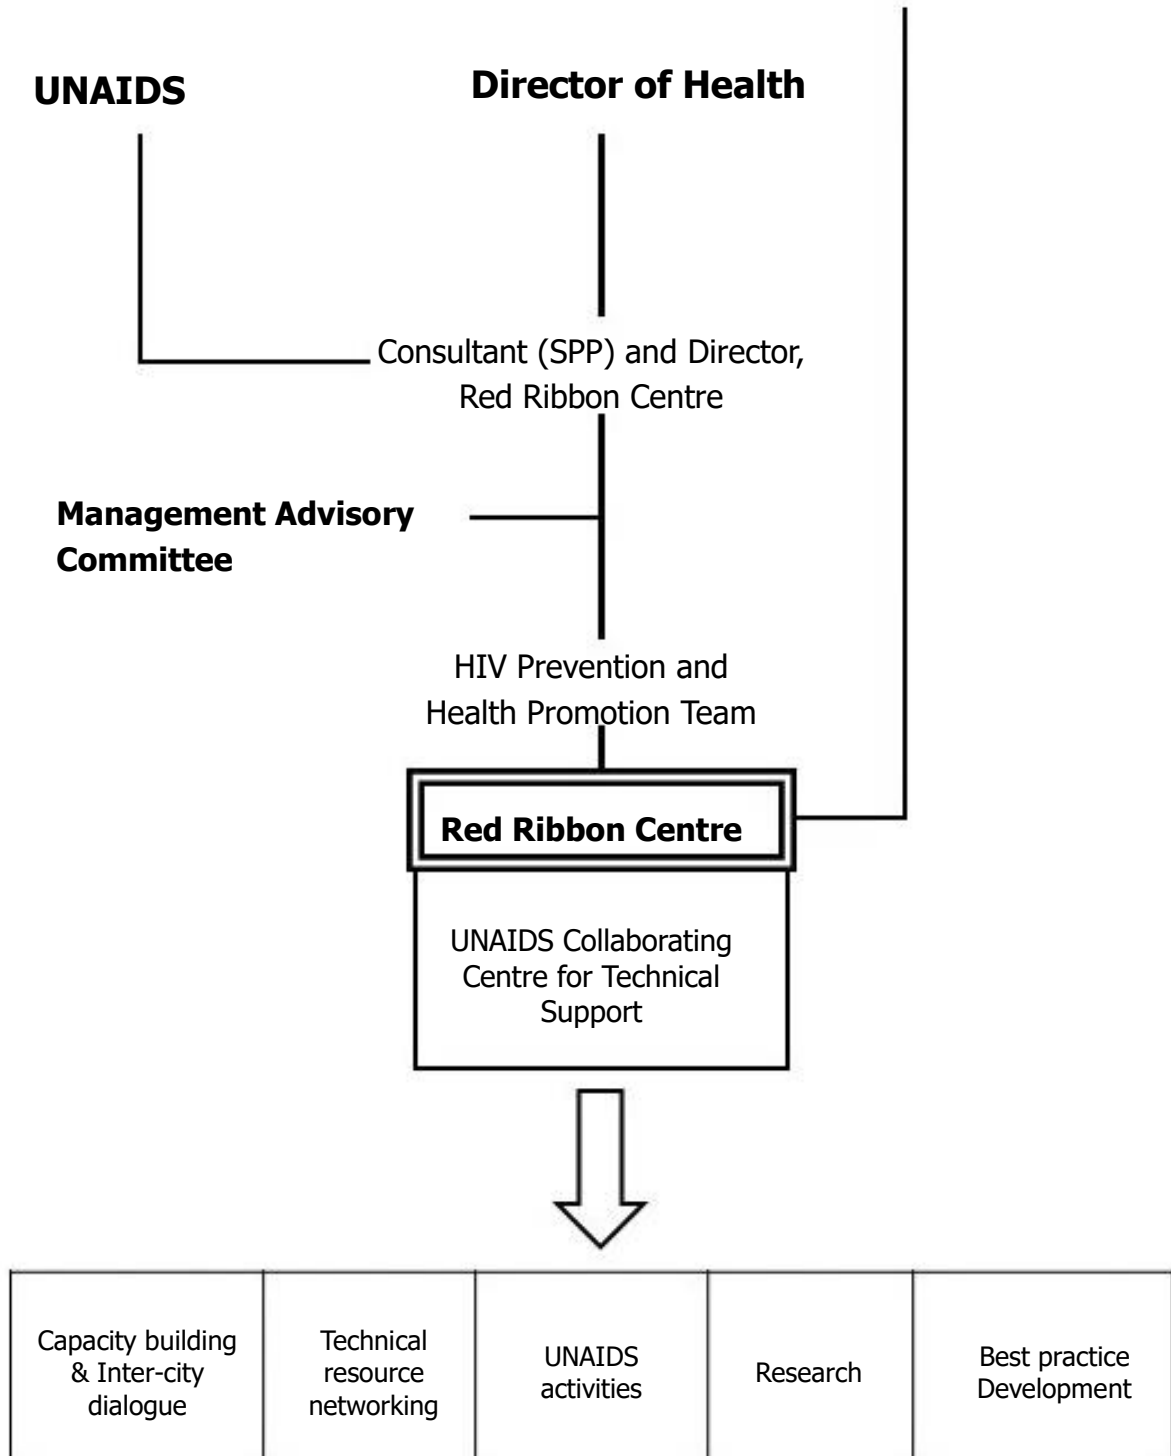 UNAIDS
Director of Health
Consultant (SPP) and Director,
Red Ribbon Centre
Management Advisory
Committee
HIV Prevention and
Health Promotion Team
Red Ribbon Centre
UNAIDS Collaborating
Centre for Technical
Support
Capacity building
& Inter-city
dialogue
Technical
resource
networking
UNAIDS
activities
Research
Best practice
Development